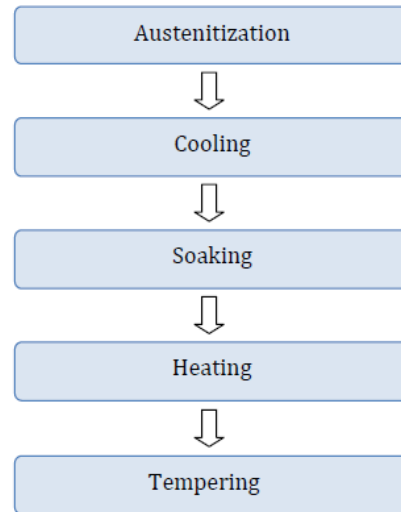 Austenitization
Cooling
Soaking
Heating
Tempering